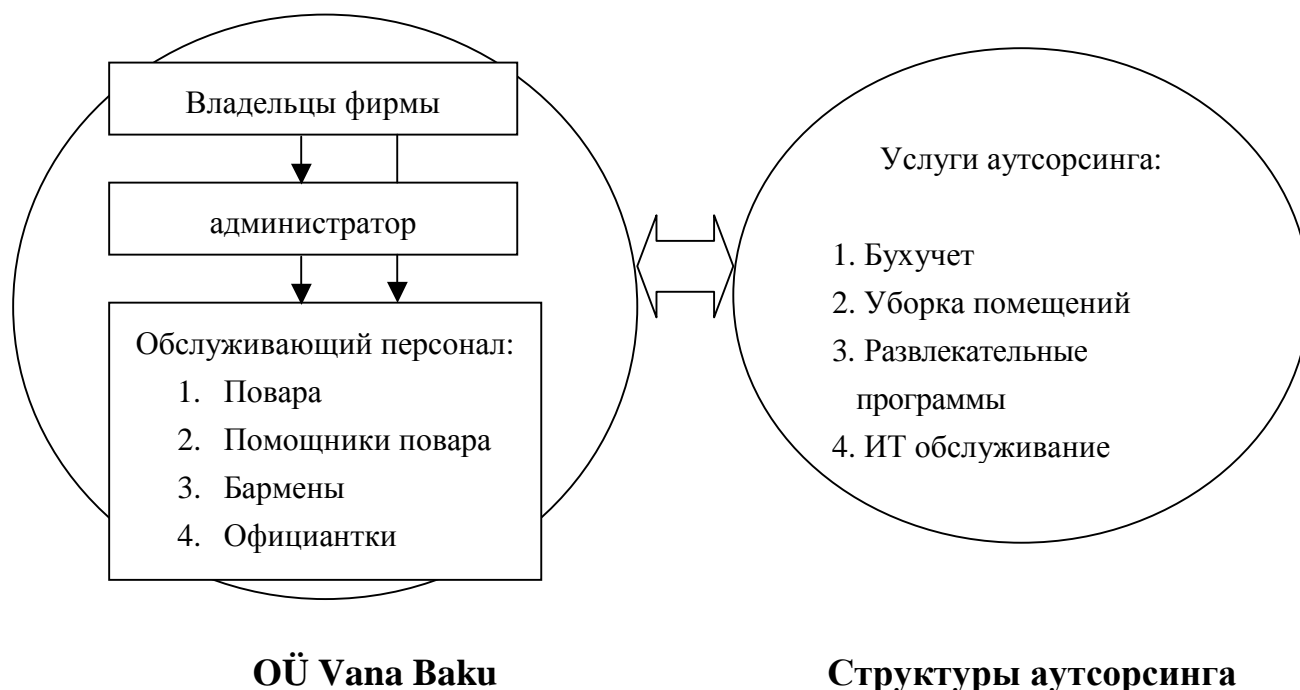 Владельцы фирмы
администратор
Обслуживающий персонал:
1. Повара
2. Помощники повара
3. Бармены
4. Официантки
Услуги аутсорсинга:
1. Бухучет
2. Уборка помещений
3. Развлекательные
программы
4. ИТ обслуживание
OÜ Vana Baku
Структуры аутсорсинга